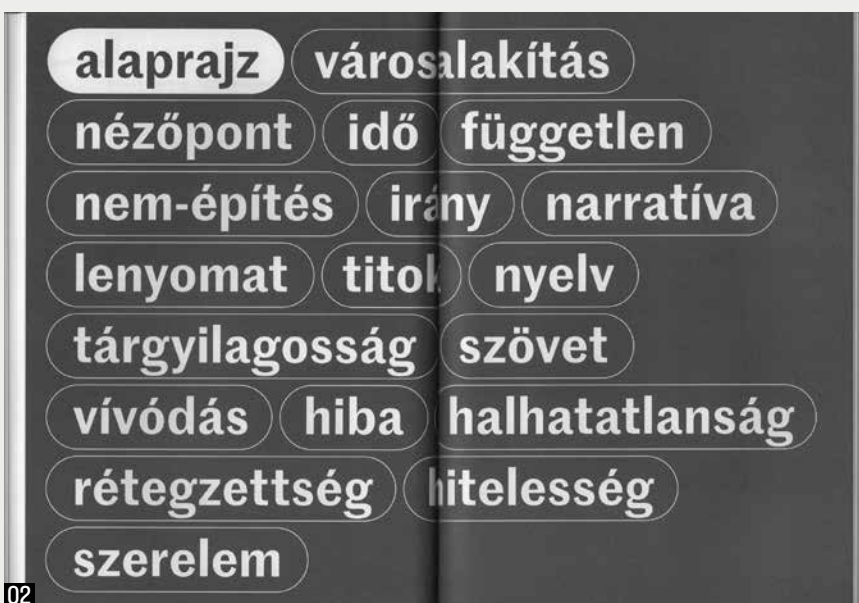 alaprajz városalakítás
nézőpont idő független
nem-építés irány narratíva
lenyomat titok nyelv
tárgyilagosság szövet
vívódás hiba halhatatlanság
rétegzettség hitelesség
szerelem
02